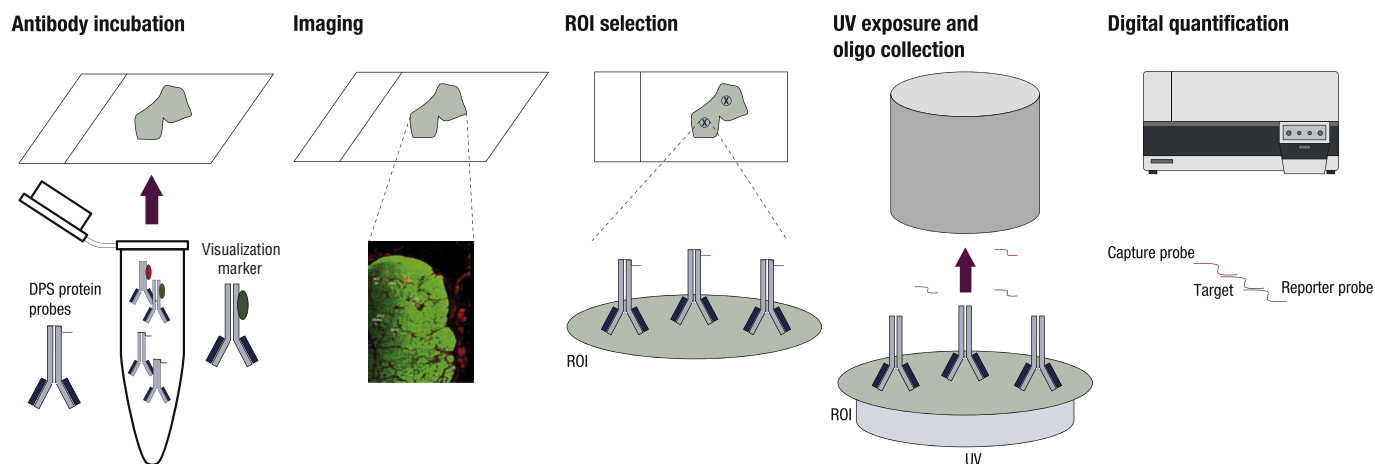 Antibody incubation
Imaging
ROI selection
UV exposure and
oligo collection
Digital quantification
Visualization
marker
DPS protein
probes
ROI
ROI
UV
Capture probe
Target
Reporter probe